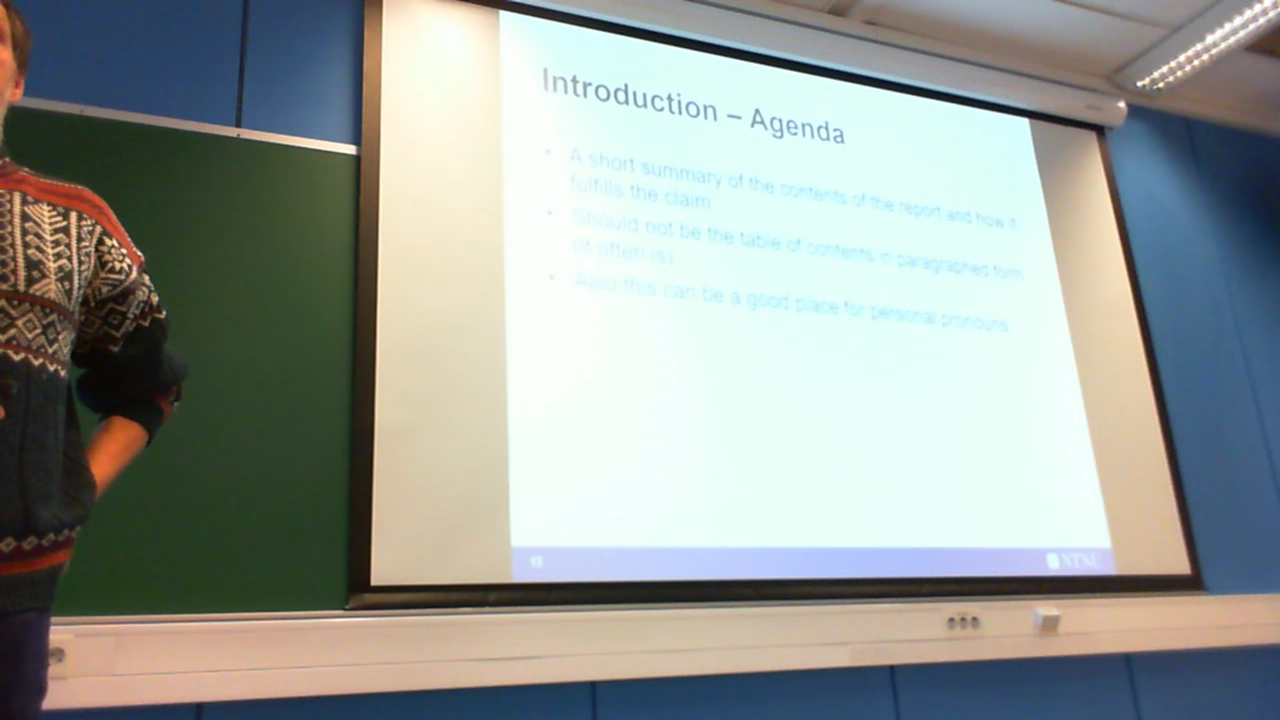 Introduction – Agenda
• A short summary of the contents of the report and how it
fulfills the claim
• Should not be the table of contents in paragraphed form
(it often is)
• Also this can be a good place for personal pronouns
12
NTNU